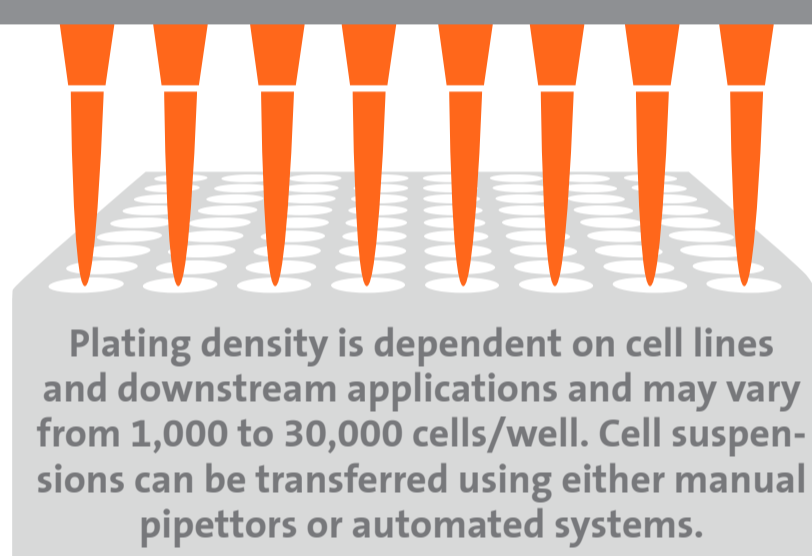 Plating density is dependent on cell lines
and downstream applications and may vary
from 1,000 to 30,000 cells/well. Cell suspen-
sions can be transferred using either manual
pipettors or automated systems.